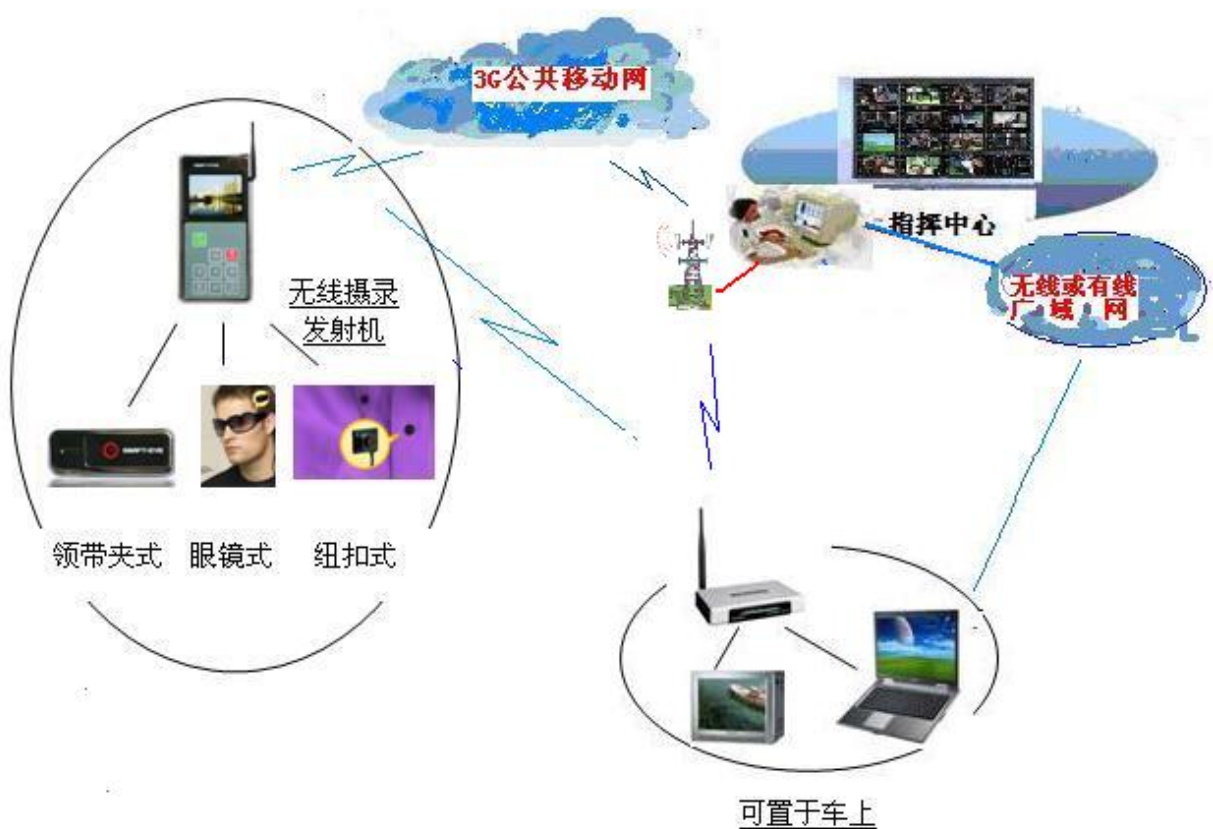 3G公共移动网
指挥中心
无线或有线
广域 网
无线摄录
发射机
SMART-EYE
领带夹式 眼镜式 纽扣式
可置于车上